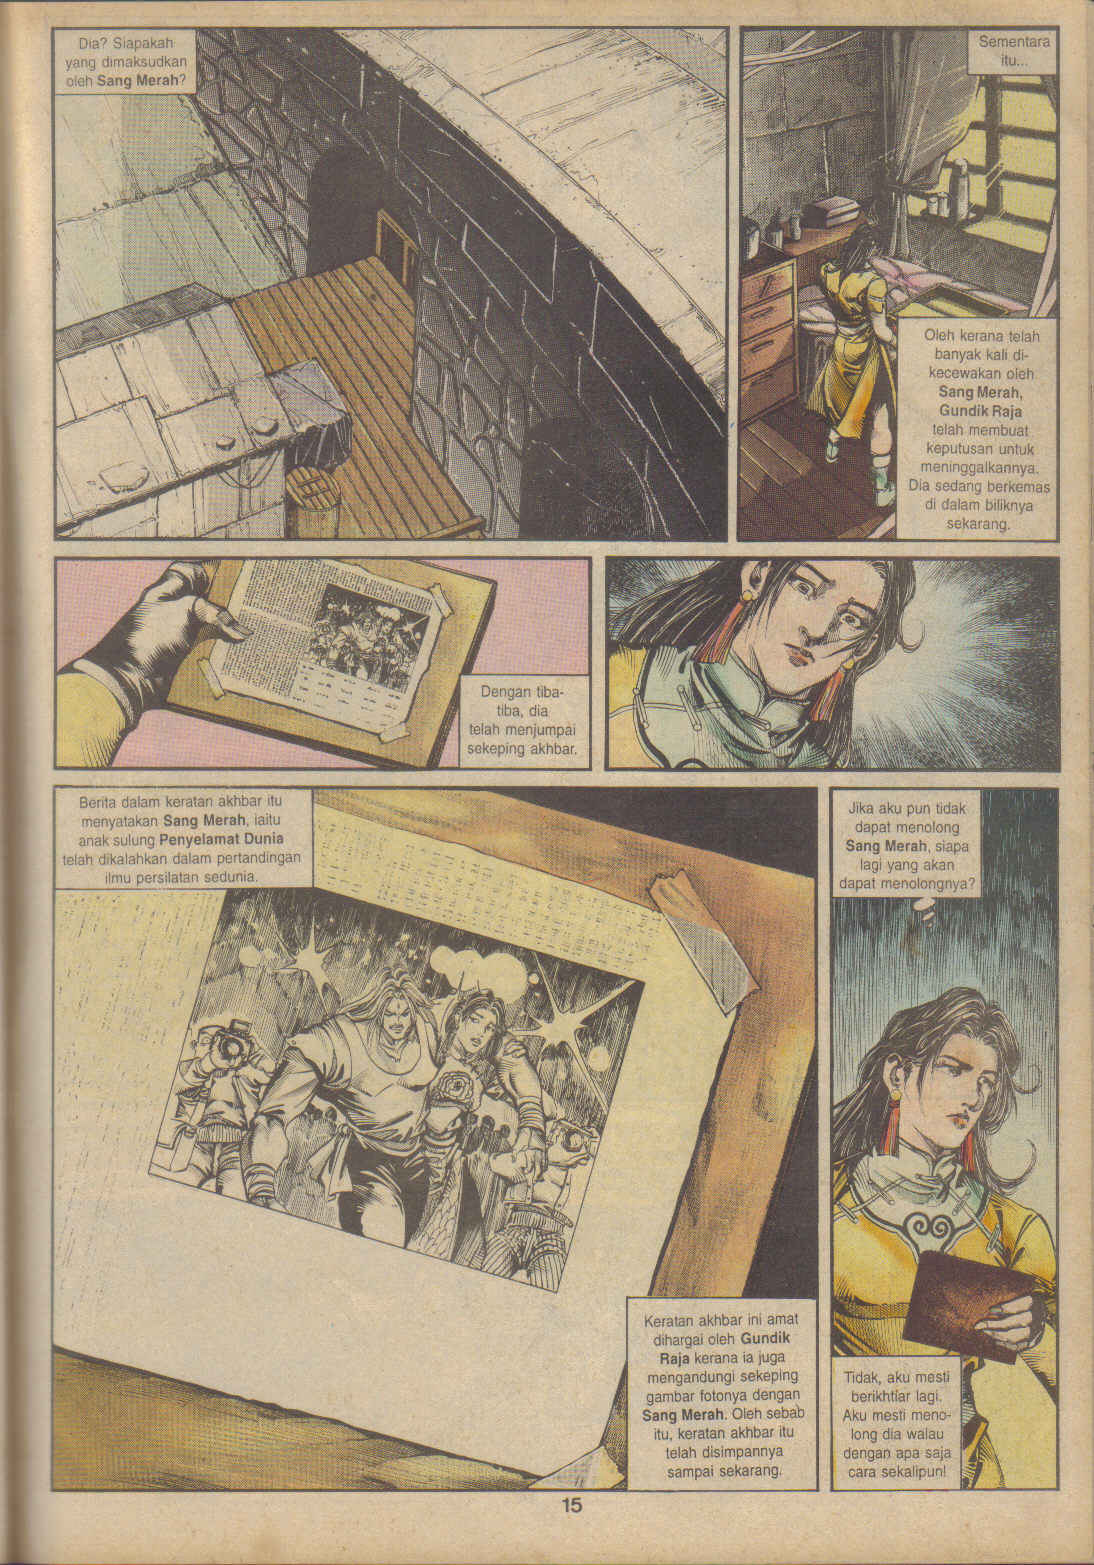 Dia? Siapakah
yang dimaksudkan
oleh Sang Merah?
Sementara
itu...
Oleh kerana telah
banyak kali di-
kecewakan oleh
Sang Merah,
Gundik Raja
telah membuat
keputusan untuk
meninggalkannya.
Dia sedang berkemas
di dalam biliknya
sekarang.
Dengan tiba-
tiba, dia
telah menjumpai
sekeping akhbar.
Berita dalam keratan akhbar itu
menyatakan Sang Merah, iaitu
anak sulung Penyelamat Dunia
telah dikalahkan dalam pertandingan
ilmu persilatan sedunia.
Keratan akhbar ini amat
dihargai oleh Gundik
Raja kerana ia juga
mengandungi sekeping
gambar fotonya dengan
Sang Merah. Oleh sebab
itu, keratan akhbar itu
telah disimpannya
sampai sekarang.
Jika aku pun tidak
dapat menolong
Sang Merah, siapa
lagi yang akan
dapat menolongnya?
Tidak, aku mesti
berikhtiar lagi.
Aku mesti meno-
long dia walau
dengan apa saja
cara sekalipun!
15